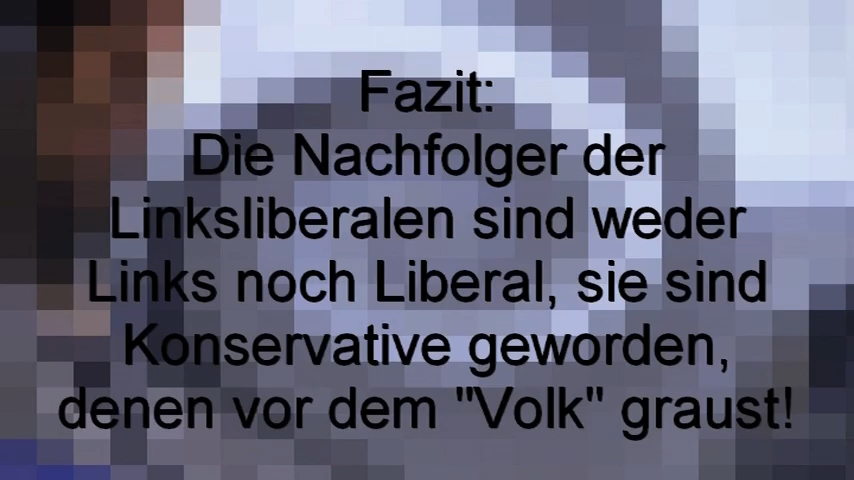 Fazit:
Die Nachfolger der
Linksliberalen sind weder
Links noch Liberal, sie sind
Konservative geworden,
denen vor dem "Volk" graust!